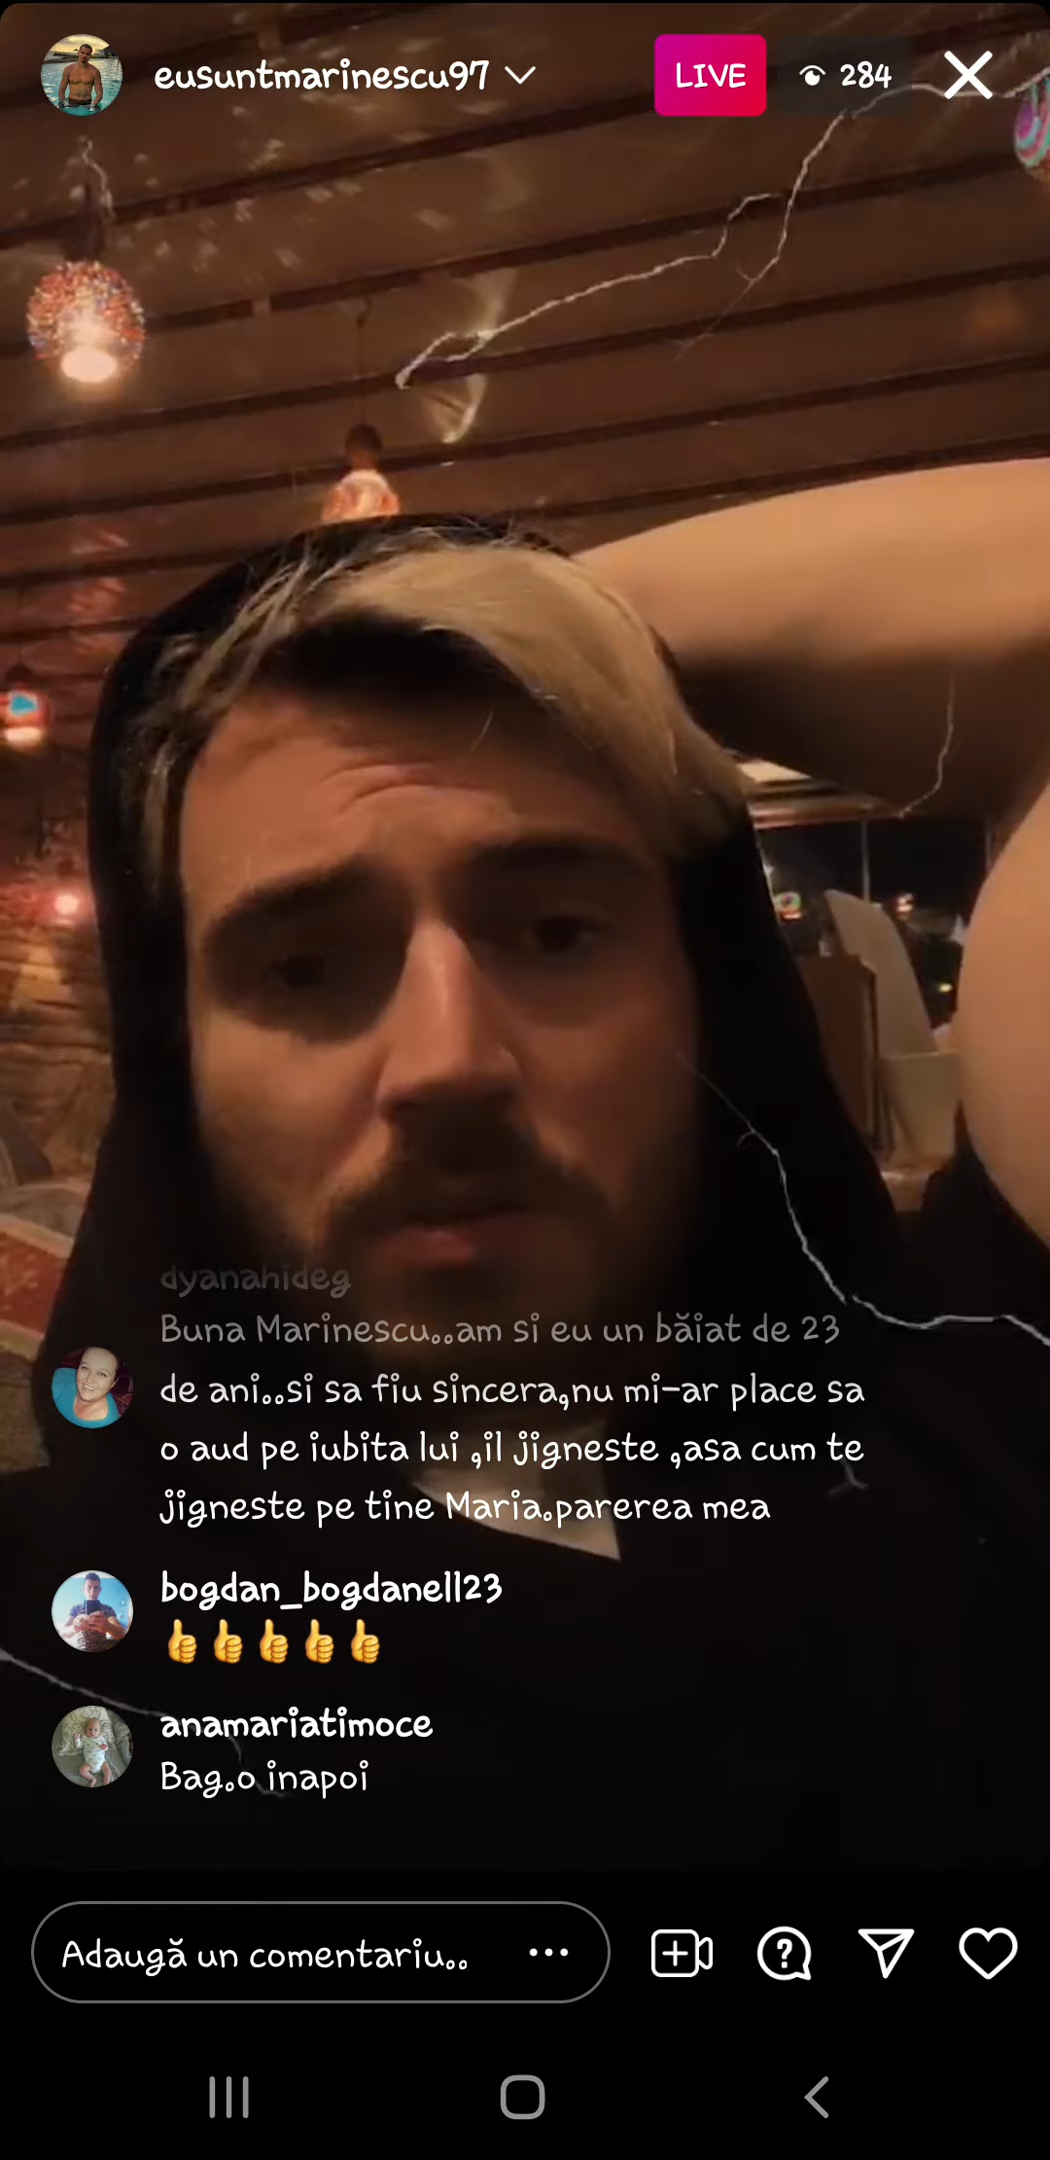 eusuntmarinescu97
LIVE
284
dyanahideg
Buna Marinescu..am si eu un băiat de 23
de ani..si sa fiu sincera,nu mi-ar place sa
o aud pe iubita lui ,il jigneste ,asa cum te
jigneste pe tine Maria.parerea mea
bogdan_bogdanell23
👍👍👍👍👍
anamariatimoce
Bag.o inapoi
Adaugă un comentariu..